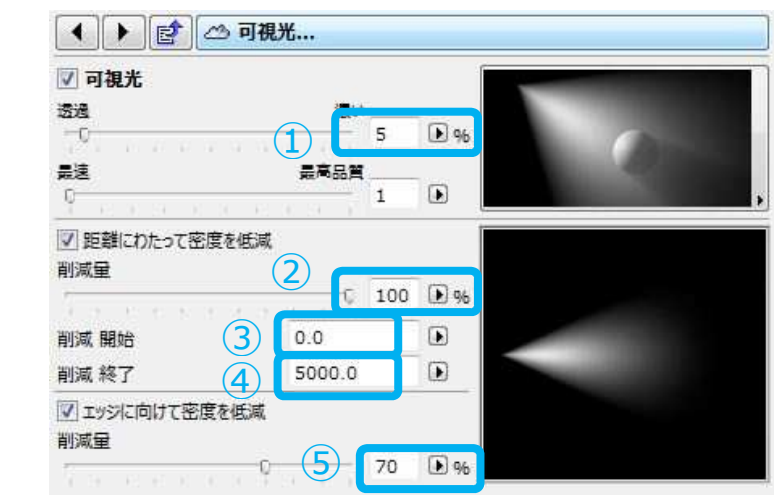 可視光...
可視光
透過
① 5 %
最速 最高品質
1
距離にわたって密度を低減
削減量
② 100 %
削減 開始 ③ 0.0
削減 終了 ④ 5000.0
エッジに向けて密度を低減
削減量
⑤ 70 %